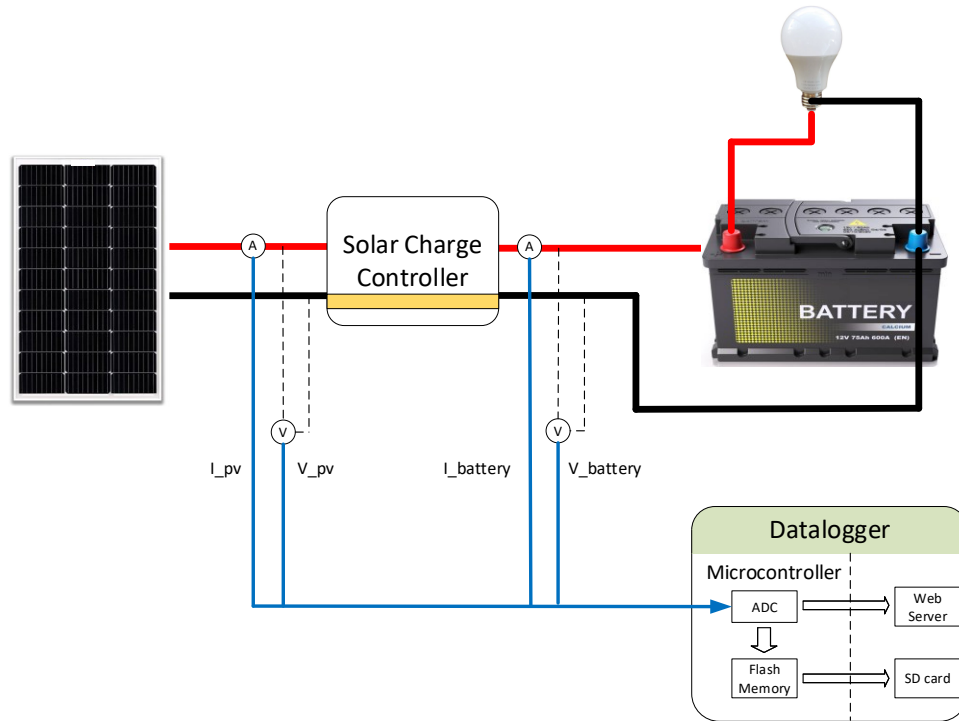 A
Solar Charge
Controller
A
BATTERY
CALCIUM
12V 75Ah 600A (EN)
V
V
I_pv
V_pv
I_battery
V_battery
Datalogger
Microcontroller
ADC
Web
Server
Flash
Memory
SD card